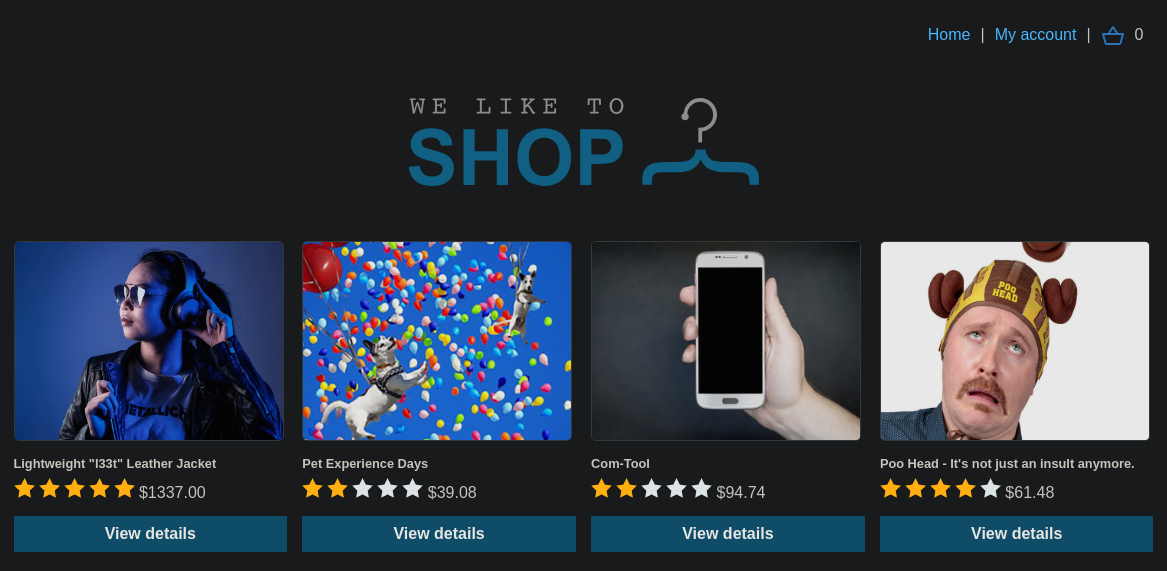 Home | My account | 0
WE LIKE TO
SHOP
METALLICA
POO
HEAD
Lightweight "l33t" Leather Jacket
Pet Experience Days
Com-Tool
Poo Head - It's not just an insult anymore.
$1337.00
$39.08
$94.74
$61.48
View details
View details
View details
View details